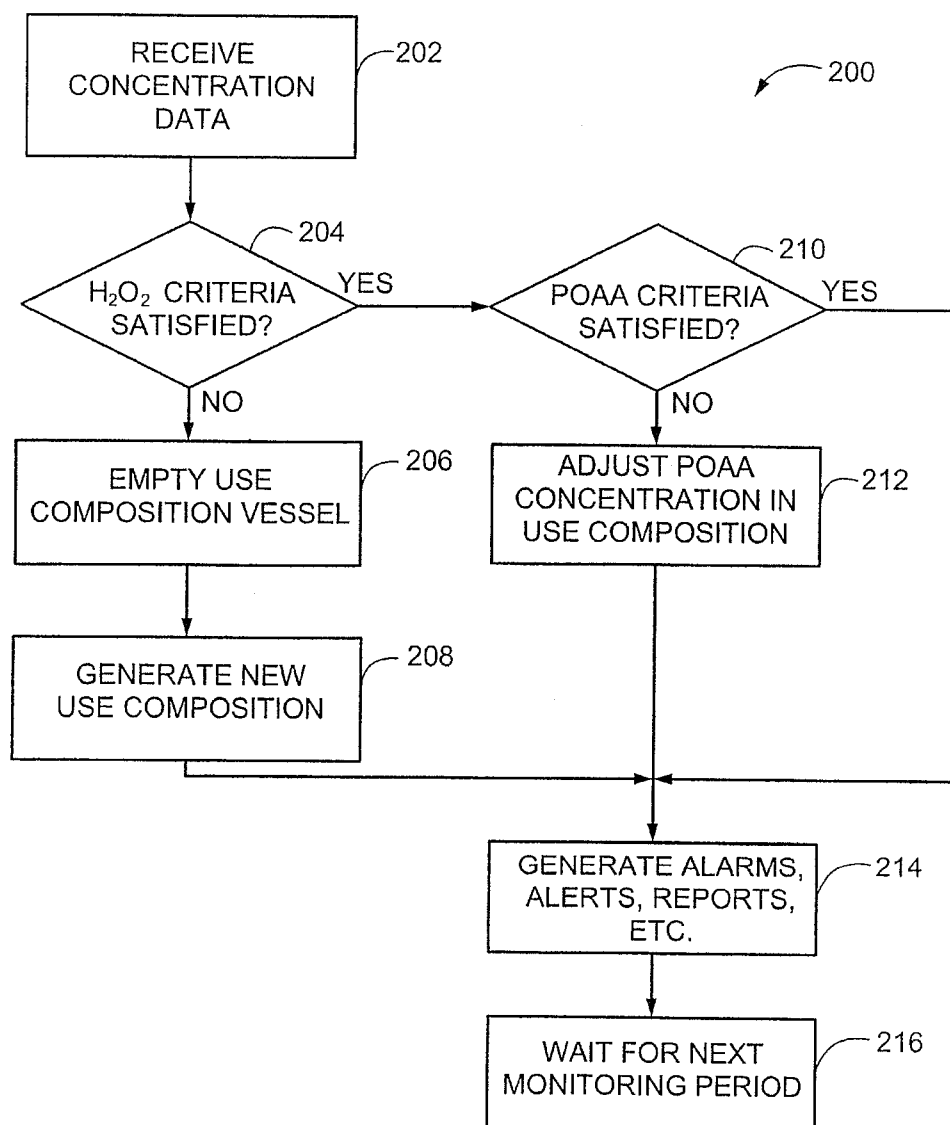 RECEIVE
CONCENTRATION
DATA
202
200
204
H₂O₂ CRITERIA
SATISFIED?
YES
210
POAA CRITERIA
SATISFIED?
YES
NO
NO
EMPTY USE
COMPOSITION VESSEL
206
ADJUST POAA
CONCENTRATION IN
USE COMPOSITION
212
GENERATE NEW
USE COMPOSITION
208
GENERATE ALARMS,
ALERTS, REPORTS,
ETC.
214
WAIT FOR NEXT
MONITORING PERIOD
216